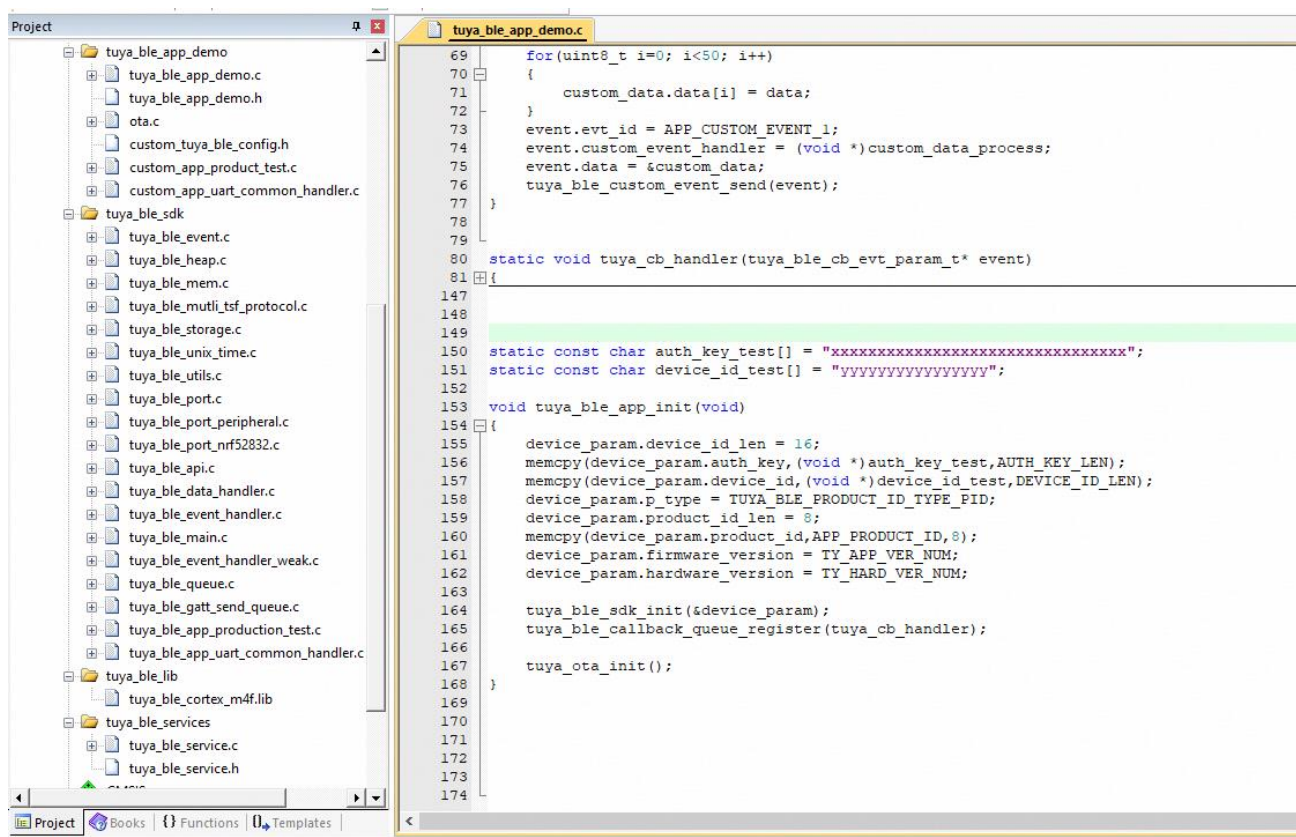 Project
tuya_ble_app_demo
tuya_ble_app_demo.c
tuya_ble_app_demo.h
ota.c
custom_tuya_ble_config.h
custom_app_product_test.c
custom_app_uart_common_handler.c
tuya_ble_sdk
tuya_ble_event.c
tuya_ble_heap.c
tuya_ble_mem.c
tuya_ble_mutli_tsf_protocol.c
tuya_ble_storage.c
tuya_ble_unix_time.c
tuya_ble_utils.c
tuya_ble_port.c
tuya_ble_port_peripheral.c
tuya_ble_port_nrf52832.c
tuya_ble_api.c
tuya_ble_data_handler.c
tuya_ble_event_handler.c
tuya_ble_main.c
tuya_ble_event_handler_weak.c
tuya_ble_queue.c
tuya_ble_gatt_send_queue.c
tuya_ble_app_production_test.c
tuya_ble_app_uart_common_handler.c
tuya_ble_lib
tuya_ble_cortex_m4f.lib
tuya_ble_services
tuya_ble_service.c
tuya_ble_service.h
Project Books {} Functions 0 Templates
tuya_ble_app_demo.c
69 for(uint8_t i=0; i<50; i++)
70 {
71 custom_data.data[i] = data;
72 }
73 event.evt_id = APP_CUSTOM_EVENT_1;
74 event.custom_event_handler = (void *)custom_data_process;
75 event.data = &custom_data;
76 tuya_ble_custom_event_send(event);
77 }
78
79
80 static void tuya_cb_handler(tuya_ble_cb_evt_param_t* event)
81 {
147
148
149
150 static const char auth_key_test[] = "xxxxxxxxxxxxxxxxxxxxxxxxxxxxxxxx";
151 static const char device_id_test[] = "yyyyyyyyyyyyyyyy";
152
153 void tuya_ble_app_init(void)
154 {
155 device_param.device_id_len = 16;
156 memcpy(device_param.auth_key,(void *)auth_key_test,AUTH_KEY_LEN);
157 memcpy(device_param.device_id,(void *)device_id_test,DEVICE_ID_LEN);
158 device_param.p_type = TUYA_BLE_PRODUCT_ID_TYPE_PID;
159 device_param.product_id_len = 8;
160 memcpy(device_param.product_id,APP_PRODUCT_ID,8);
161 device_param.firmware_version = TY_APP_VER_NUM;
162 device_param.hardware_version = TY_HARD_VER_NUM;
163
164 tuya_ble_sdk_init(&device_param);
165 tuya_ble_callback_queue_register(tuya_cb_handler);
166
167 tuya_ota_init();
168 }
169
170
171
172
173
174